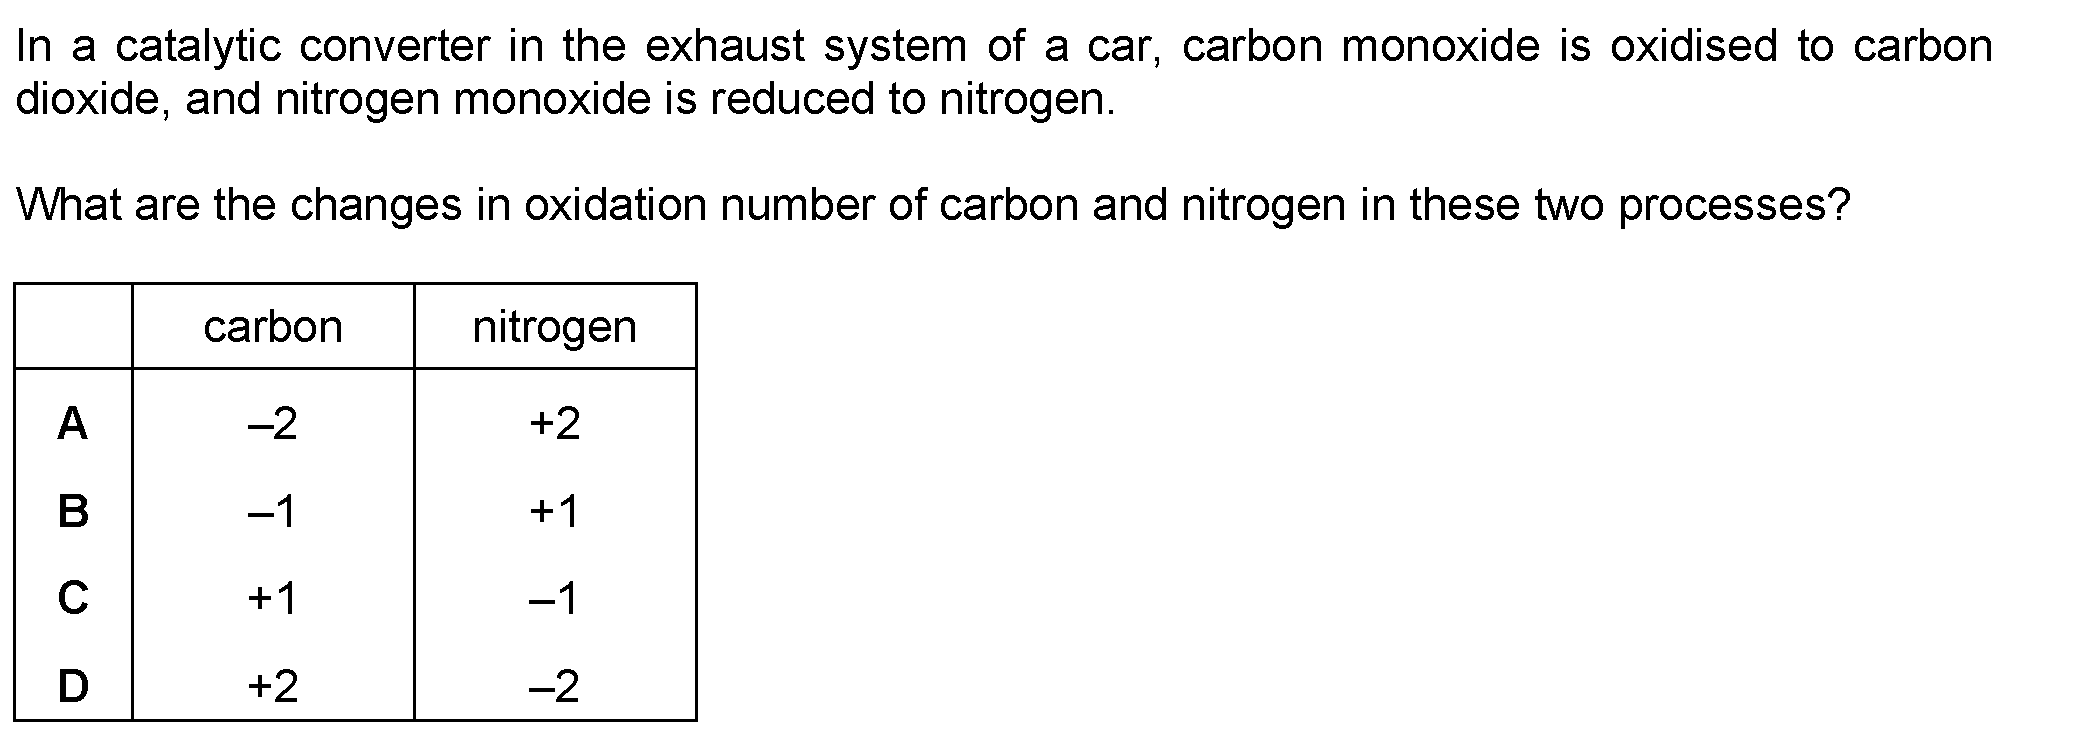 In a catalytic converter in the exhaust system of a car, carbon monoxide is oxidised to carbon
dioxide, and nitrogen monoxide is reduced to nitrogen.
What are the changes in oxidation number of carbon and nitrogen in these two processes?
carbon nitrogen
A –2 +2
B –1 +1
C +1 –1
D +2 –2